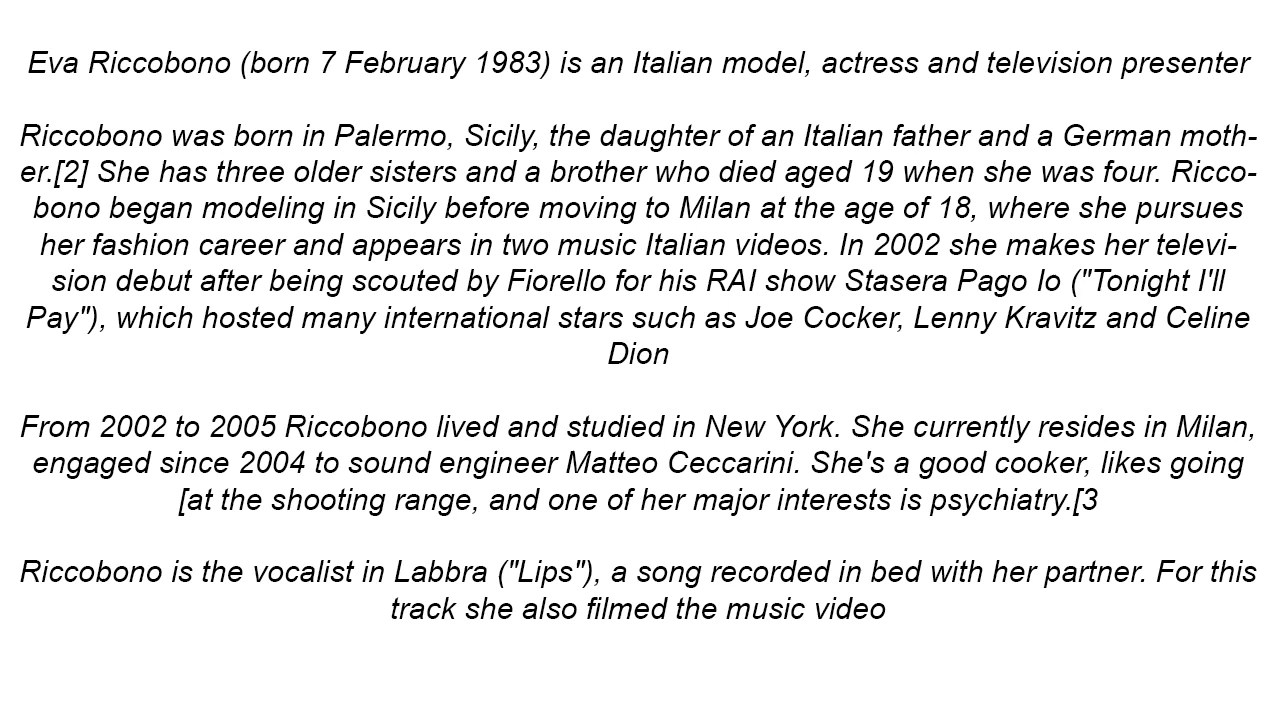 Eva Riccobono (born 7 February 1983) is an Italian model, actress and television presenter
Riccobono was born in Palermo, Sicily, the daughter of an Italian father and a German moth-
er.[2] She has three older sisters and a brother who died aged 19 when she was four. Ricco-
bono began modeling in Sicily before moving to Milan at the age of 18, where she pursues
her fashion career and appears in two music Italian videos. In 2002 she makes her televi-
sion debut after being scouted by Fiorello for his RAI show Stasera Pago Io ("Tonight I'll
Pay"), which hosted many international stars such as Joe Cocker, Lenny Kravitz and Celine
Dion
From 2002 to 2005 Riccobono lived and studied in New York. She currently resides in Milan,
engaged since 2004 to sound engineer Matteo Ceccarini. She's a good cooker, likes going
[at the shooting range, and one of her major interests is psychiatry.[3
Riccobono is the vocalist in Labbra ("Lips"), a song recorded in bed with her partner. For this
track she also filmed the music video